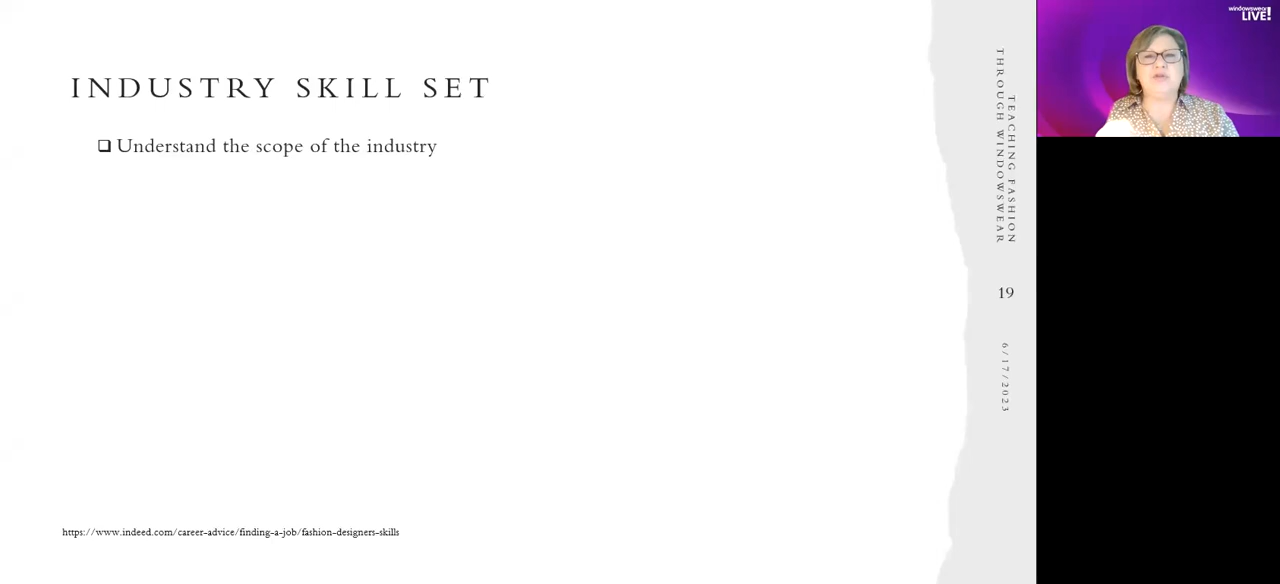 INDUSTRY SKILL SET
❑ Understand the scope of the industry
https://www.indeed.com/career-advice/finding-a-job/fashion-designers-skills
TEACHING FASHION
THROUGH WINDOWSWEAR
19
6/17/2023
windowswear
LIVE!